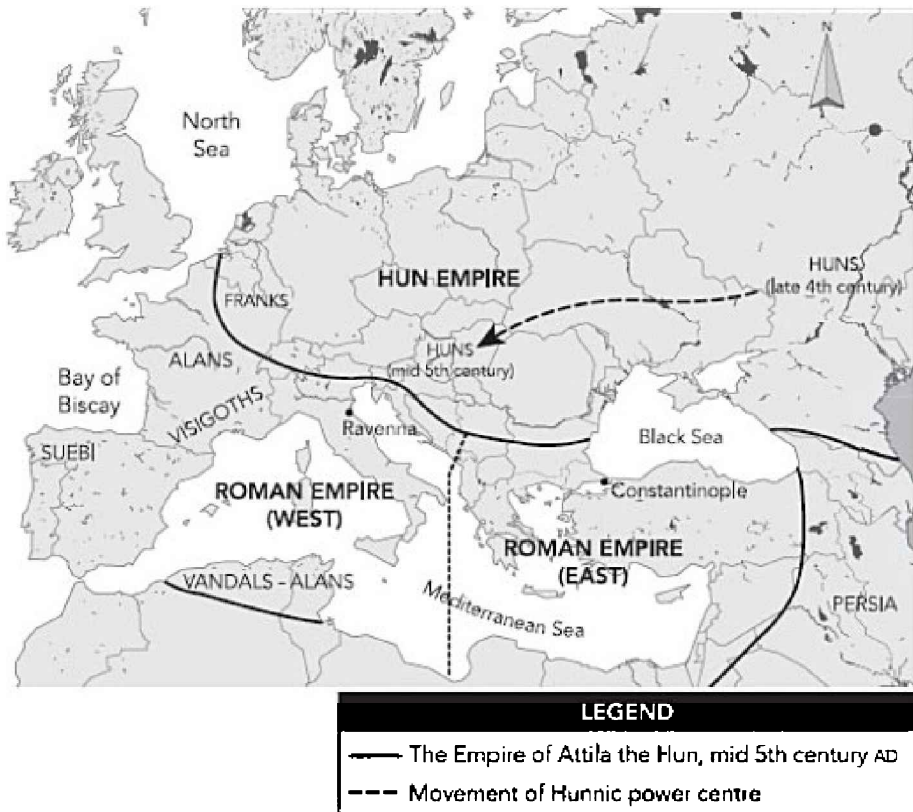 N
North
Sea
HUN EMPIRE
HUNS
(late 4th century)
FRANKS
HUNS
(mid 5th century)
ALANS
Bay of
Biscay
VISIGOTHS
Ravenna
Black Sea
SUEBI
Constantinople
ROMAN EMPIRE
(WEST)
ROMAN EMPIRE
(EAST)
VANDALS - ALANS
Mediterranean Sea
PERSIA
LEGEND
The Empire of Attila the Hun, mid 5th century AD
Movement of Hunnic power centre